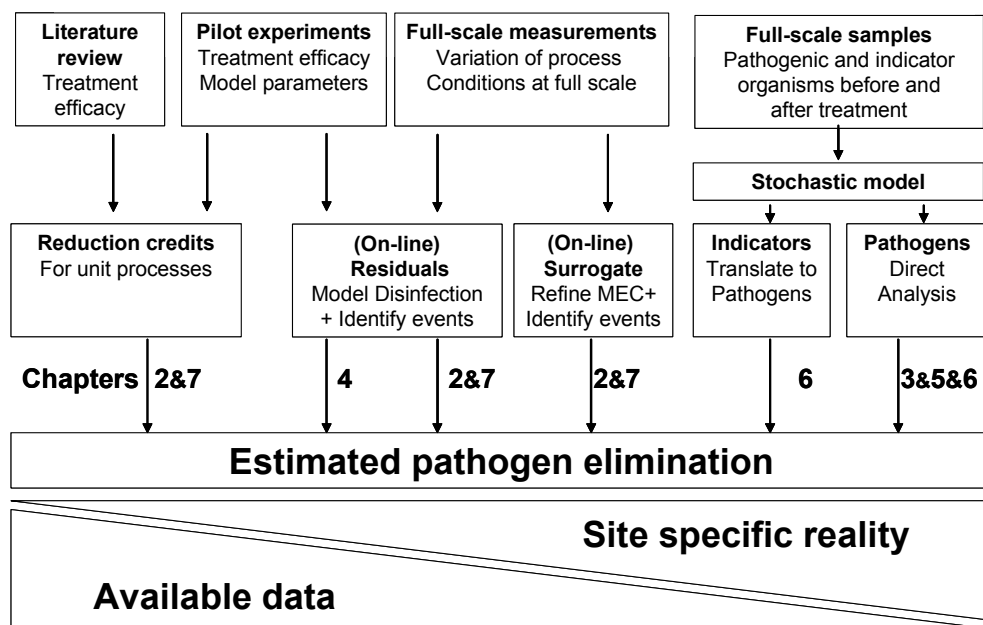 Literature
review
Treatment
efficacy
Pilot experiments
Treatment efficacy
Model parameters
Full-scale measurements
Variation of process
Conditions at full scale
Full-scale samples
Pathogenic and indicator
organisms before and
after treatment
Stochastic model
Reduction credits
For unit processes
(On-line)
Residuals
Model Disinfection
+ Identify events
(On-line)
Surrogate
Refine MEC+
Identify events
Indicators
Translate to
Pathogens
Pathogens
Direct
Analysis
Chapters 2&7 4 2&7 2&7 6 3&5&6
Estimated pathogen elimination
Site specific reality
Available data